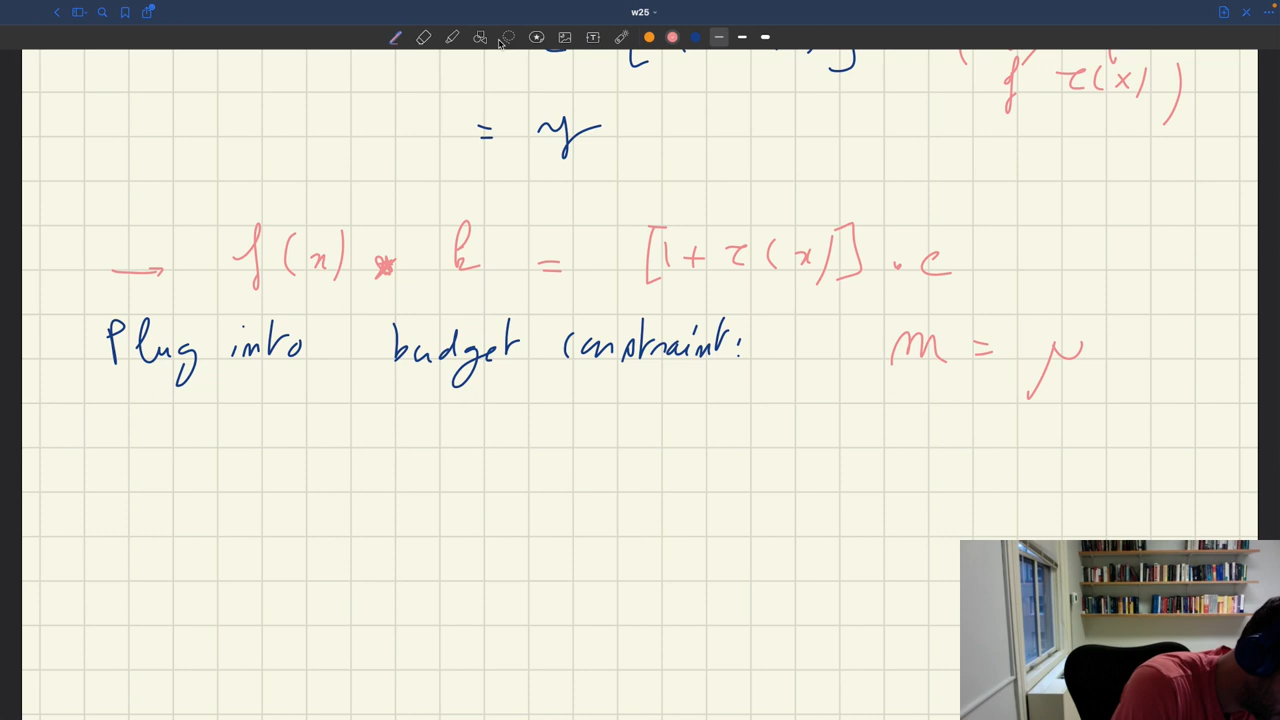 w25
f τ(x) )
= y
→ f(x) * k = [1 + τ(x)] . c
Plug into budget constraint: m = μ